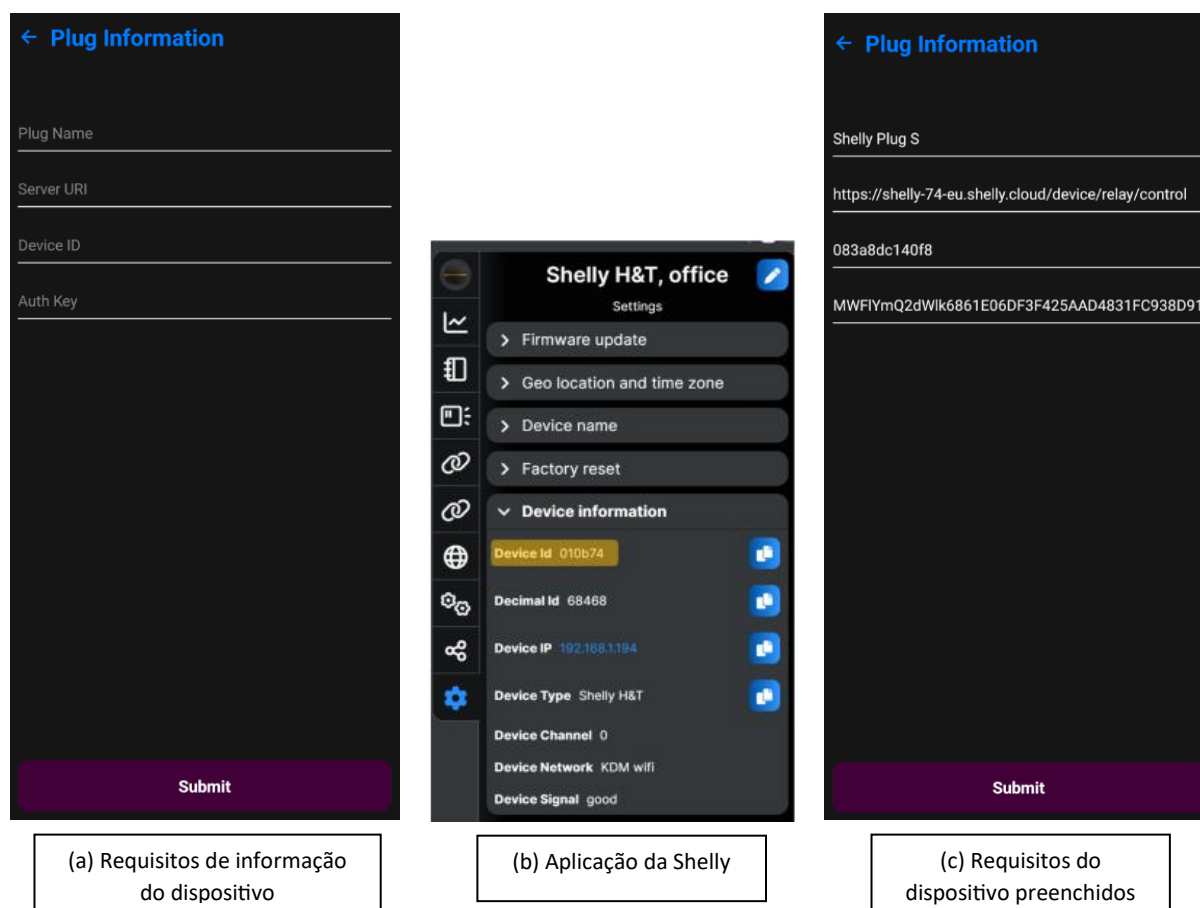 ← Plug Information
Plug Name
Server URI
Device ID
Auth Key
Submit
(a) Requisitos de informação
do dispositivo
Shelly H&T, office
Settings
Firmware update
Geo location and time zone
Device name
Factory reset
Device information
Device Id 010b74
Decimal Id 68468
Device IP 192.168.1.194
Device Type Shelly H&T
Device Channel 0
Device Network KDM wifi
Device Signal good
(b) Aplicação da Shelly
← Plug Information
Shelly Plug S
https://shelly-74-eu.shelly.cloud/device/relay/control
083a8dc140f8
MWFlYmQ2dWlk6861E06DF3F425AAD4831FC938D91
Submit
(c) Requisitos do
dispositivo preenchidos